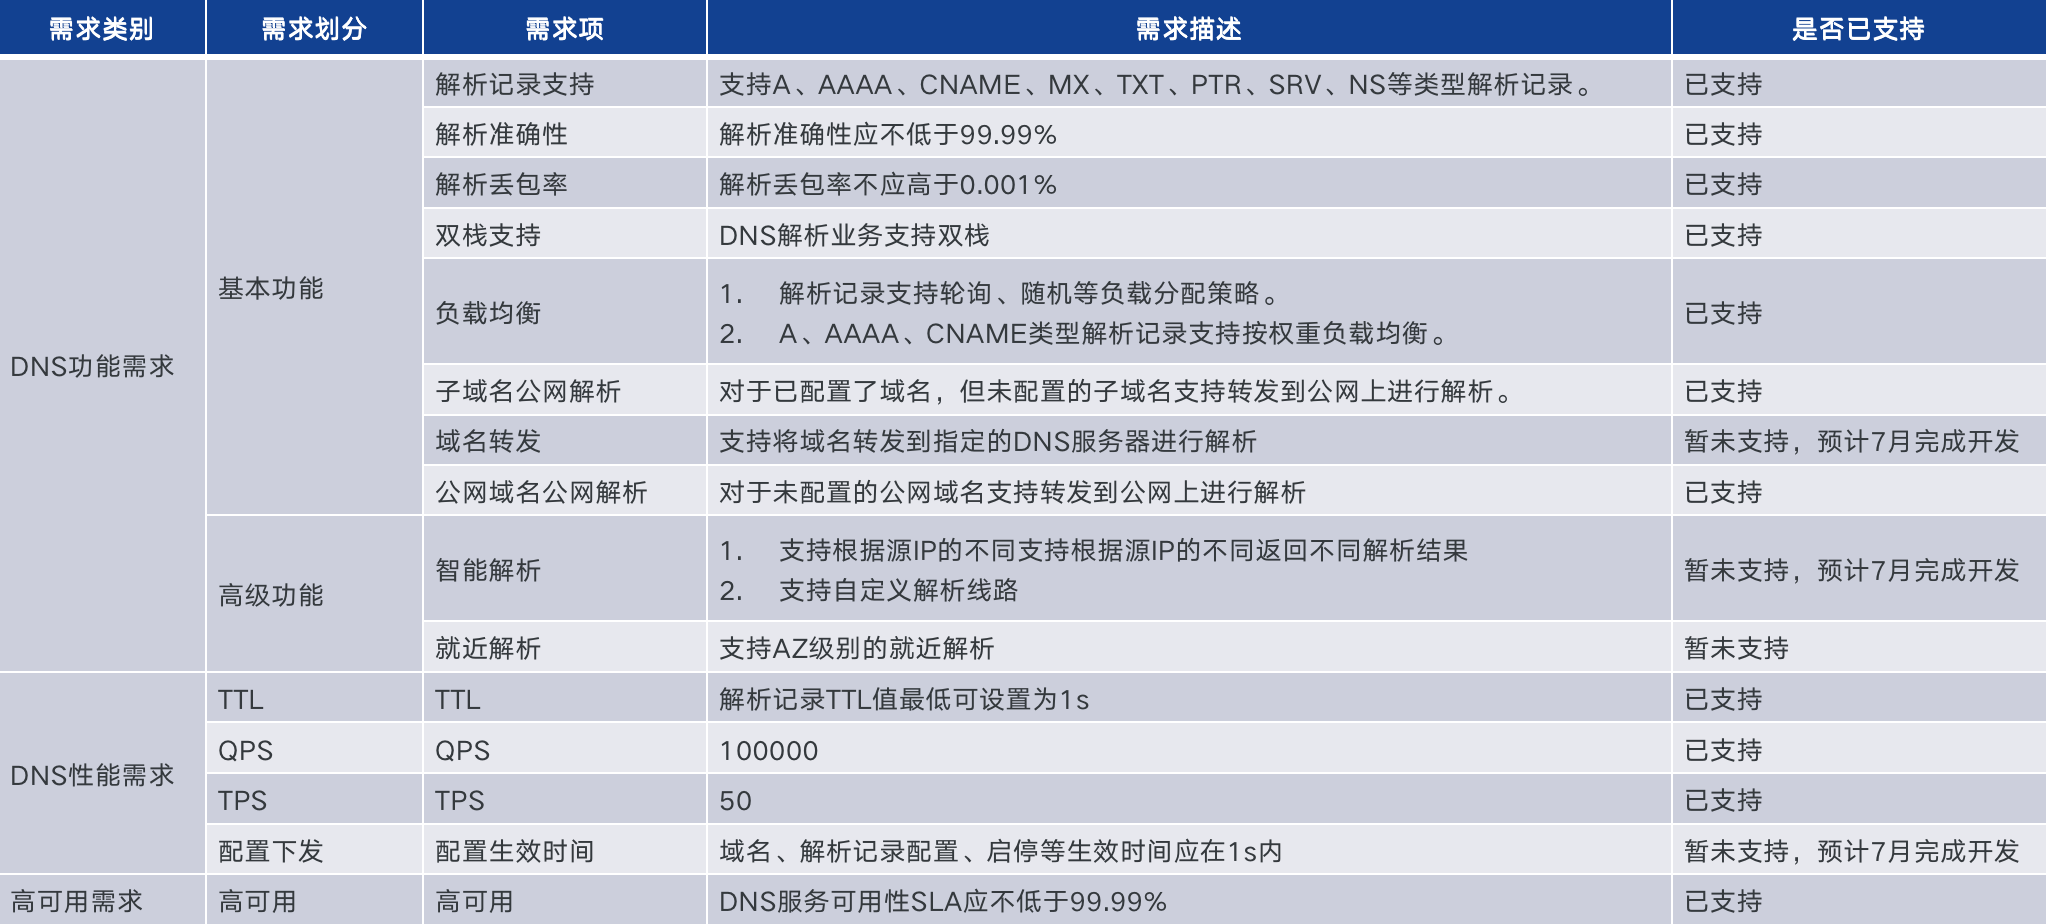 需求类别 需求划分 需求项 需求描述 是否已支持
DNS功能需求 基本功能 解析记录支持 支持A、AAAA、CNAME、MX、TXT、PTR、SRV、NS等类型解析记录。 已支持
解析准确性 解析准确性应不低于99.99% 已支持
解析丢包率 解析丢包率不应高于0.001% 已支持
双栈支持 DNS解析业务支持双栈 已支持
负载均衡 1. 解析记录支持轮询、随机等负载分配策略。 已支持
2. A、AAAA、CNAME类型解析记录支持按权重负载均衡。
子域名公网解析 对于已配置了域名，但未配置的子域名支持转发到公网上进行解析。 已支持
域名转发 支持将域名转发到指定的DNS服务器进行解析 暂未支持，预计7月完成开发
公网域名公网解析 对于未配置的公网域名支持转发到公网上进行解析 已支持
高级功能 智能解析 1. 支持根据源IP的不同支持根据源IP的不同返回不同解析结果 暂未支持，预计7月完成开发
2. 支持自定义解析线路
就近解析 支持AZ级别的就近解析 暂未支持
DNS性能需求 TTL TTL 解析记录TTL值最低可设置为1s 已支持
QPS QPS 100000 已支持
TPS TPS 50 已支持
配置下发 配置生效时间 域名、解析记录配置、启停等生效时间应在1s内 暂未支持，预计7月完成开发
高可用需求 高可用 高可用 DNS服务可用性SLA应不低于99.99% 已支持